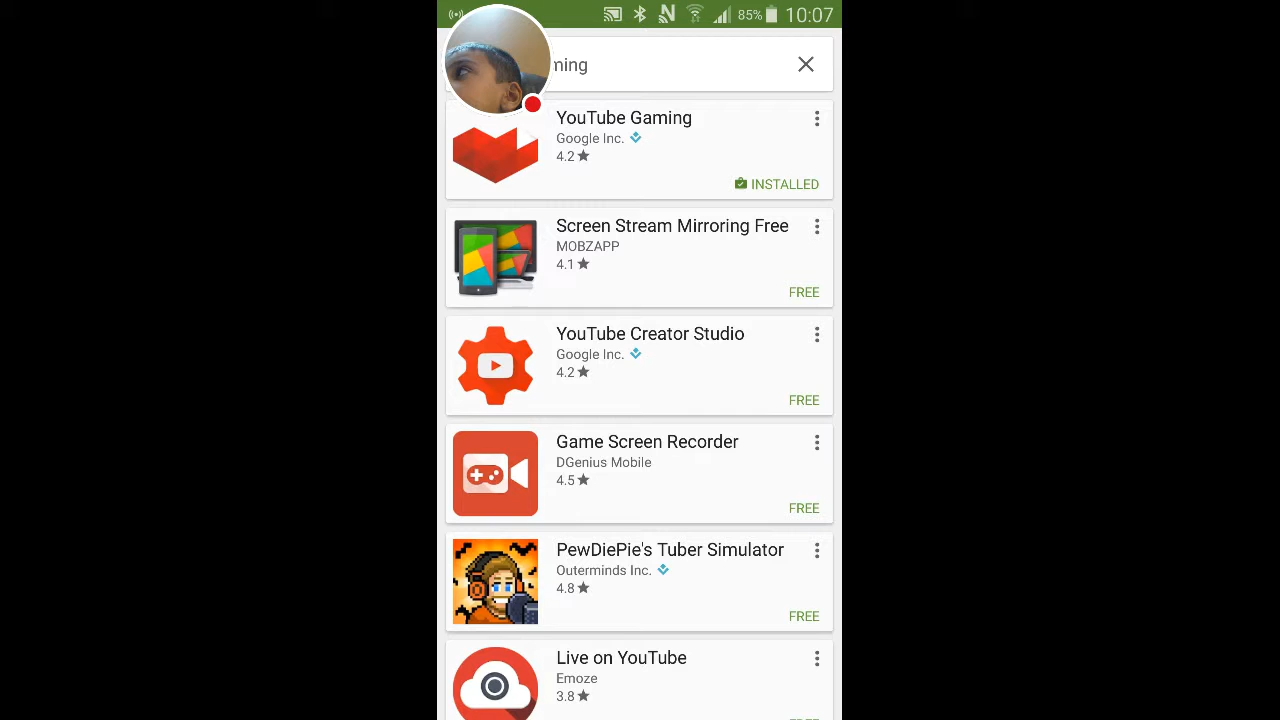 85% 10:07
ming
YouTube Gaming
Google Inc.
4.2
INSTALLED
Screen Stream Mirroring Free
MOBZAPP
4.1
FREE
YouTube Creator Studio
Google Inc.
4.2
FREE
Game Screen Recorder
DGenius Mobile
4.5
FREE
PewDiePie's Tuber Simulator
Outerminds Inc.
4.8
FREE
Live on YouTube
Emoze
3.8